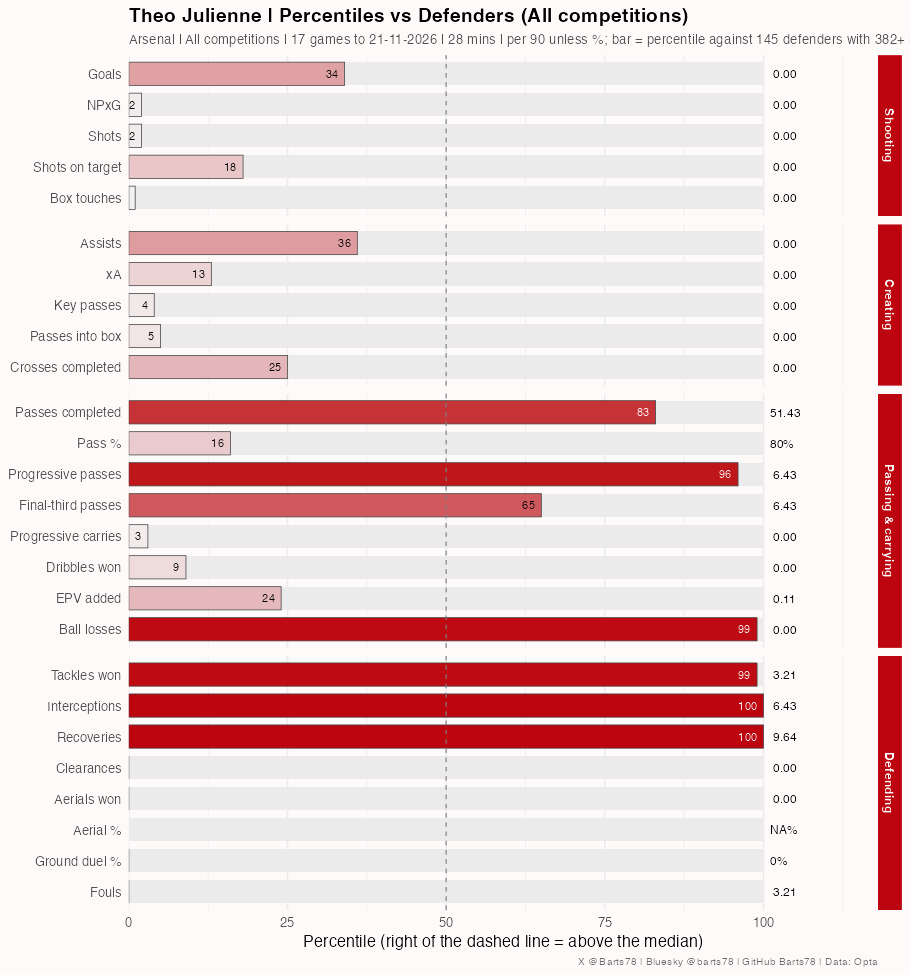 Theo Julienne | Percentiles vs Defenders (All competitions)
Arsenal | All competitions | 17 games to 21-11-2026 | 28 mins | per 90 unless %; bar = percentile against 145 defenders with 382+
Goals 34 0.00
NPxG 2 0.00
Shots 2 0.00
Shots on target 18 0.00
Box touches 0.00
Shooting
Assists 36 0.00
xA 13 0.00
Key passes 4 0.00
Passes into box 5 0.00
Crosses completed 25 0.00
Creating
Passes completed 83 51.43
Pass % 16 80%
Progressive passes 96 6.43
Final-third passes 65 6.43
Progressive carries 3 0.00
Dribbles won 9 0.00
EPV added 24 0.11
Ball losses 99 0.00
Passing & carrying
Tackles won 99 3.21
Interceptions 100 6.43
Recoveries 100 9.64
Clearances 0.00
Aerials won 0.00
Aerial % NA%
Ground duel % 0%
Fouls 3.21
Defending
0 25 50 75 100
Percentile (right of the dashed line = above the median)
X @Barts78 | Bluesky @barts78 | GitHub Barts78 | Data: Opta